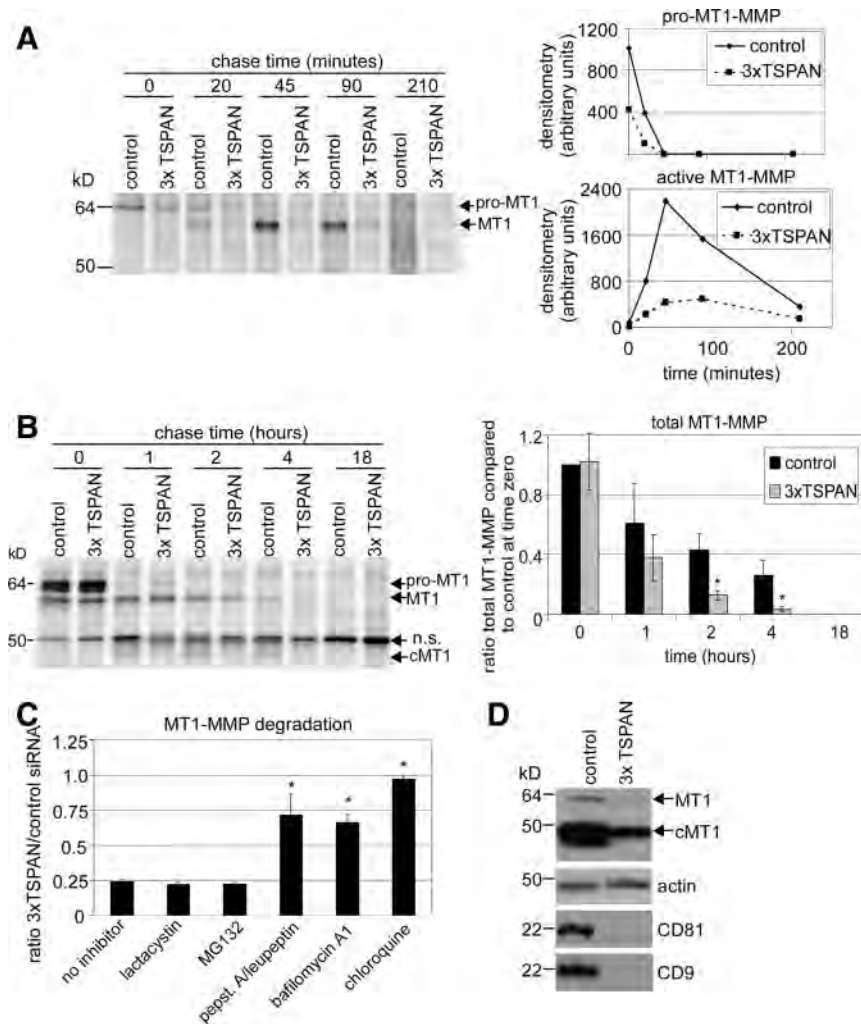 A
chase time (minutes)
0 20 45 90 210
control
3x TSPAN
control
3x TSPAN
control
3x TSPAN
control
3x TSPAN
control
3x TSPAN
kD
64
50
pro-MT1
MT1
pro-MT1-MMP
densitometry
(arbitrary units)
1200
800
400
0
control
3xTSPAN
active MT1-MMP
densitometry
(arbitrary units)
2400
1600
800
0
control
3xTSPAN
0 100 200
time (minutes)
B
chase time (hours)
0 1 2 4 18
control
3x TSPAN
control
3x TSPAN
control
3x TSPAN
control
3x TSPAN
control
3x TSPAN
kD
64
50
pro-MT1
MT1
n.s.
cMT1
total MT1-MMP
ratio total MT1-MMP compared
to control at time zero
1.2
0.8
0.4
0
control
3xTSPAN
*
*
0 1 2 4 18
time (hours)
C
MT1-MMP degradation
ratio 3xTSPAN/control siRNA
1.25
1.00
0.75
0.50
0.25
0
*
*
*
no inhibitor
lactacystin
MG132
pepst. A/leupeptin
bafilomycin A1
chloroquine
D
control
3x TSPAN
kD
64
MT1
50
cMT1
50
actin
22
CD81
22
CD9